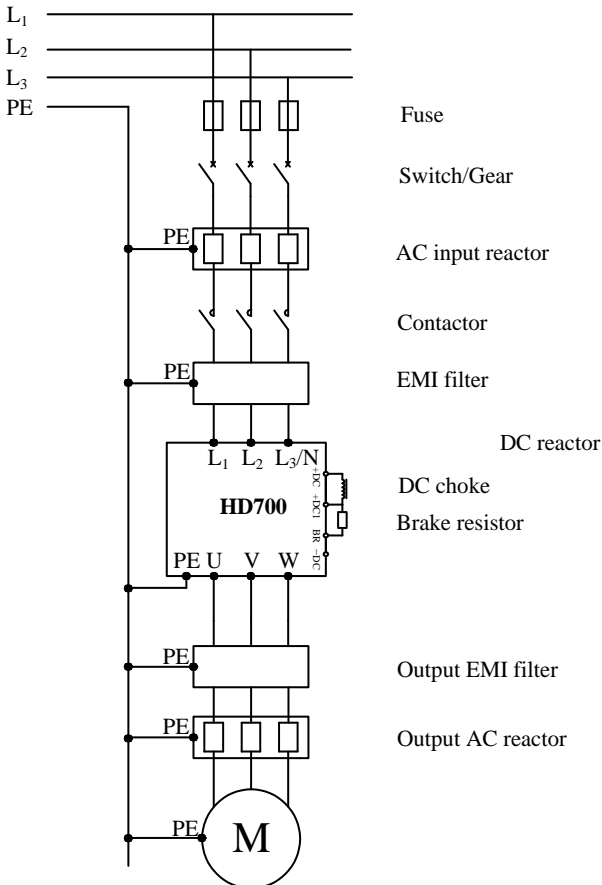 L₁
L₂
L₃
PE
Fuse
Switch/Gear
PE
AC input reactor
Contactor
PE
EMI filter
DC reactor
L₁ L₂ L₃/N
+DC
+DC1
BR
−DC
HD700
DC choke
Brake resistor
PE U V W
PE
Output EMI filter
PE
Output AC reactor
PE
M